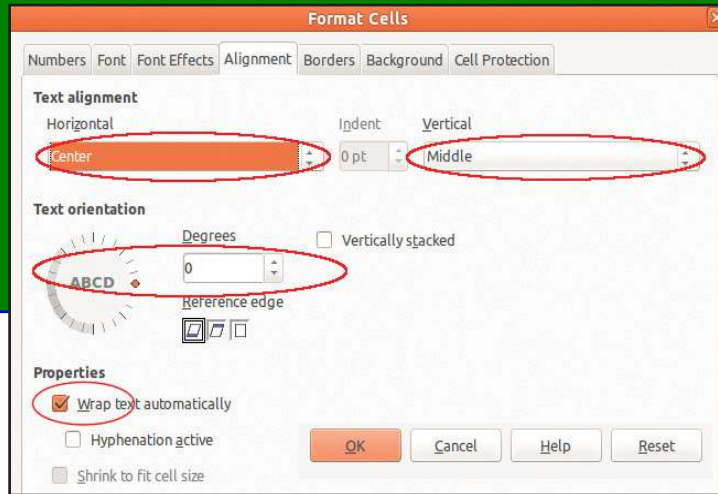 Format Cells
Numbers Font Font Effects Alignment Borders Background Cell Protection
Text alignment
Horizontal Indent Vertical
Center 0 pt Middle
Text orientation
Degrees Vertically stacked
0
ABCD
Reference edge
Properties
Wrap text automatically
Hyphenation active
OK Cancel Help Reset
Shrink to fit cell size